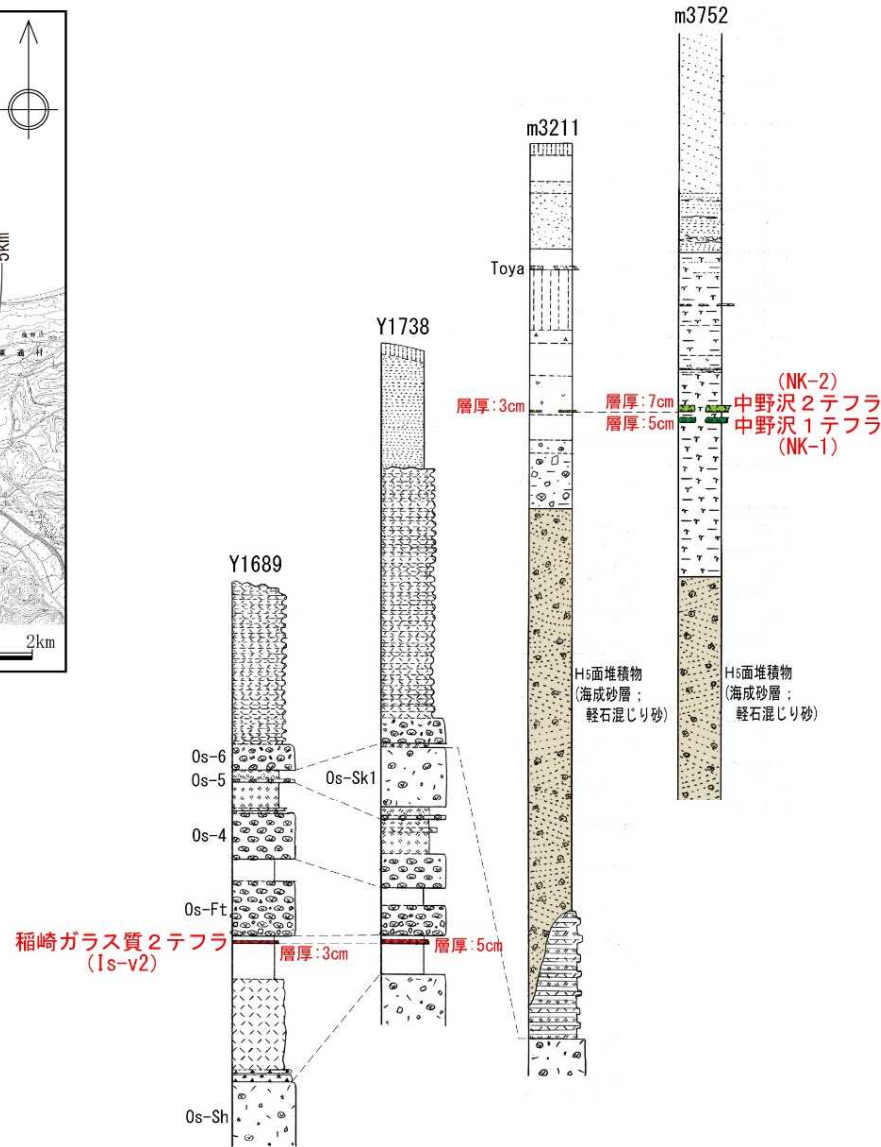 5km
2km
m3752
m3211
Toya
Y1738
(NK-2)
層厚:3cm
層厚:7cm
中野沢2テフラ
層厚:5cm
中野沢1テフラ
(NK-1)
Y1689
H5面堆積物
(海成砂層;
軽石混じり砂)
H5面堆積物
(海成砂層;
軽石混じり砂)
Os-6
Os-5
Os-Sk1
Os-4
Os-Ft
稲崎ガラス質2テフラ
(Is-v2)
層厚:3cm
層厚:5cm
Os-Sh